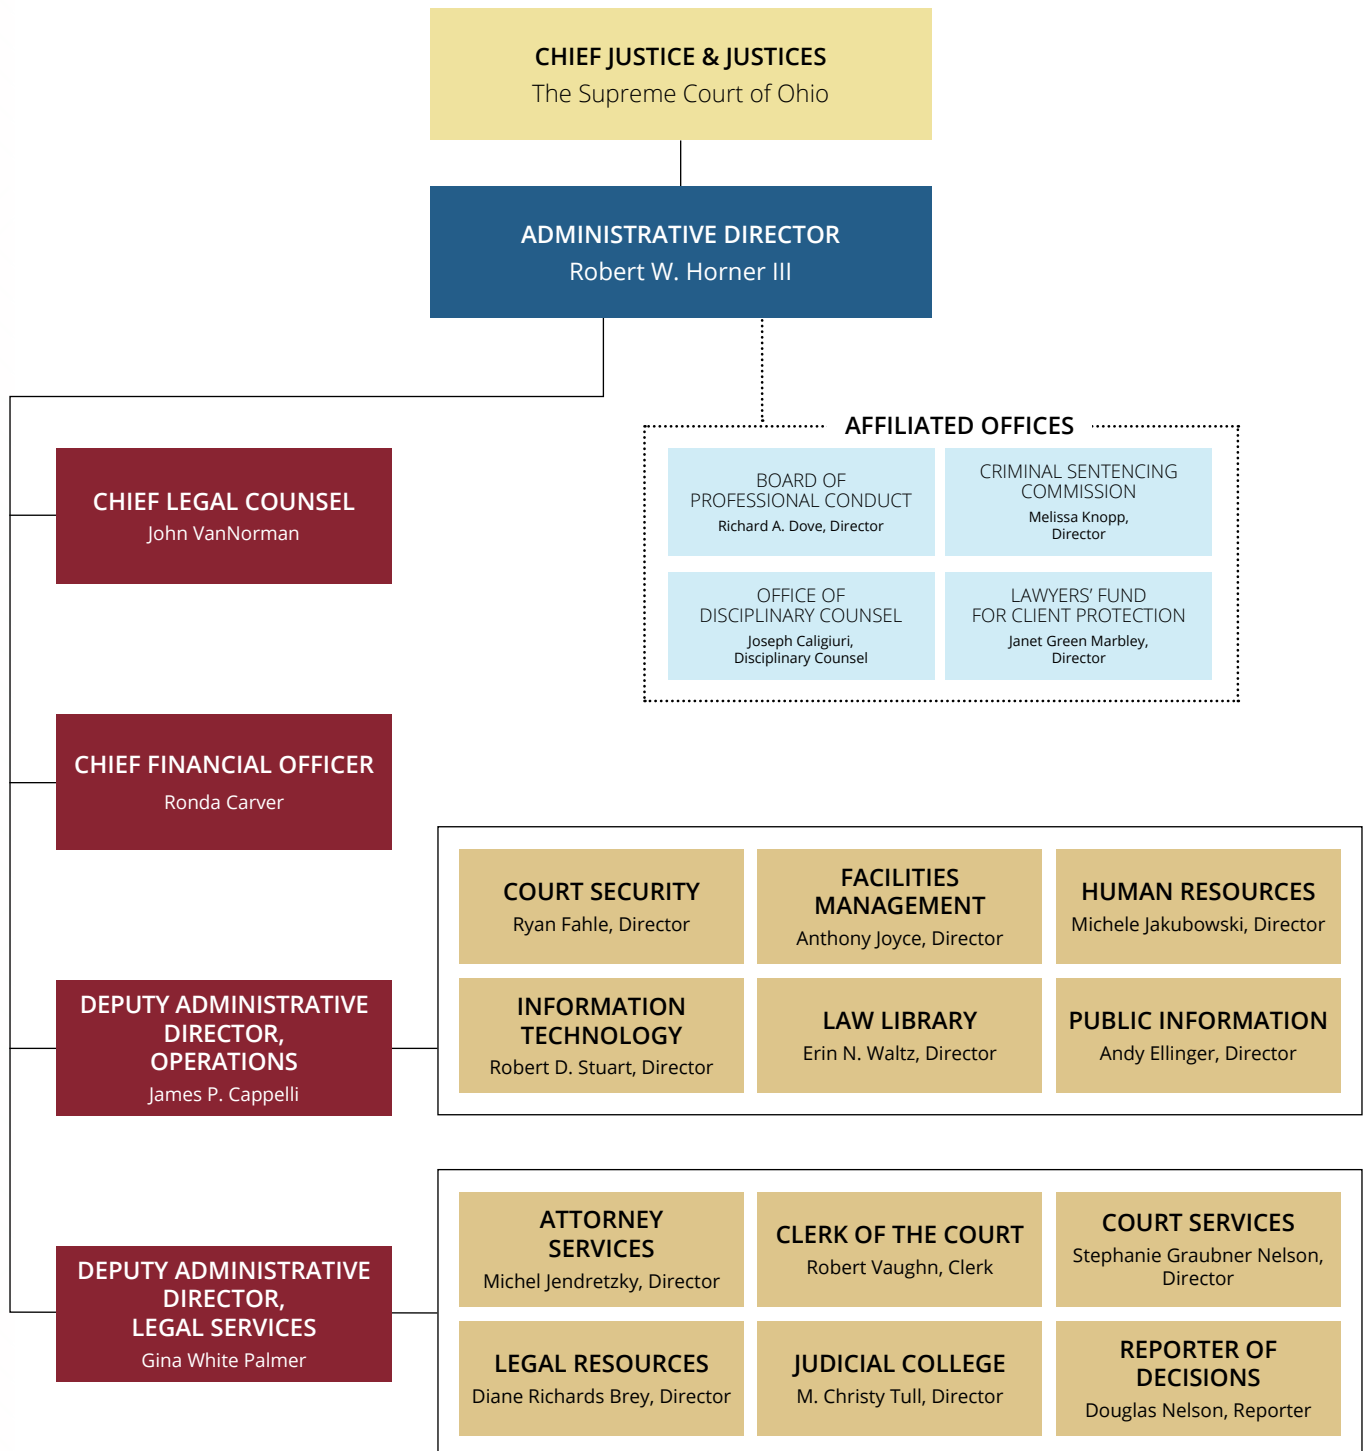 CHIEF JUSTICE & JUSTICES
The Supreme Court of Ohio
ADMINISTRATIVE DIRECTOR
Robert W. Horner III
AFFILIATED OFFICES
BOARD OF
PROFESSIONAL CONDUCT
Richard A. Dove, Director
CRIMINAL SENTENCING
COMMISSION
Melissa Knopp,
Director
OFFICE OF
DISCIPLINARY COUNSEL
Joseph Caligiuri,
Disciplinary Counsel
LAWYERS’ FUND
FOR CLIENT PROTECTION
Janet Green Marbley,
Director
CHIEF LEGAL COUNSEL
John VanNorman
CHIEF FINANCIAL OFFICER
Ronda Carver
DEPUTY ADMINISTRATIVE
DIRECTOR,
OPERATIONS
James P. Cappelli
COURT SECURITY
Ryan Fahle, Director
FACILITIES
MANAGEMENT
Anthony Joyce, Director
HUMAN RESOURCES
Michele Jakubowski, Director
INFORMATION
TECHNOLOGY
Robert D. Stuart, Director
LAW LIBRARY
Erin N. Waltz, Director
PUBLIC INFORMATION
Andy Ellinger, Director
DEPUTY ADMINISTRATIVE
DIRECTOR,
LEGAL SERVICES
Gina White Palmer
ATTORNEY
SERVICES
Michel Jendretzky, Director
CLERK OF THE COURT
Robert Vaughn, Clerk
COURT SERVICES
Stephanie Graubner Nelson,
Director
LEGAL RESOURCES
Diane Richards Brey, Director
JUDICIAL COLLEGE
M. Christy Tull, Director
REPORTER OF
DECISIONS
Douglas Nelson, Reporter